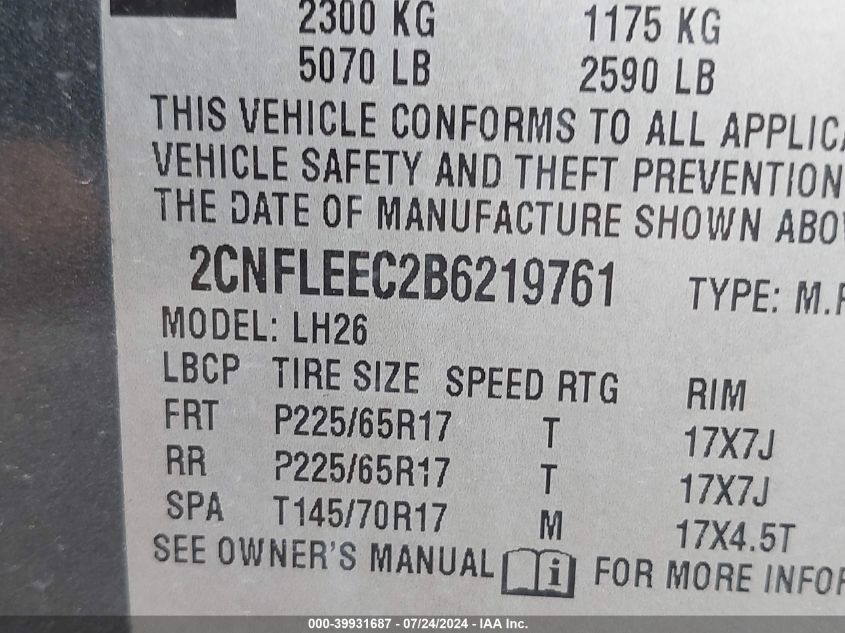 2300 KG 1175 KG
5070 LB 2590 LB
THIS VEHICLE CONFORMS TO ALL APPLICA
VEHICLE SAFETY AND THEFT PREVENTION
THE DATE OF MANUFACTURE SHOWN ABOV
2CNFLEEC2B6219761 TYPE: M.P
MODEL: LH26
LBCP TIRE SIZE SPEED RTG RIM
FRT P225/65R17 T 17X7J
RR P225/65R17 T 17X7J
SPA T145/70R17 M 17X4.5T
SEE OWNER'S MANUAL i FOR MORE INFOR
000-39931687 - 07/24/2024 - IAA Inc.